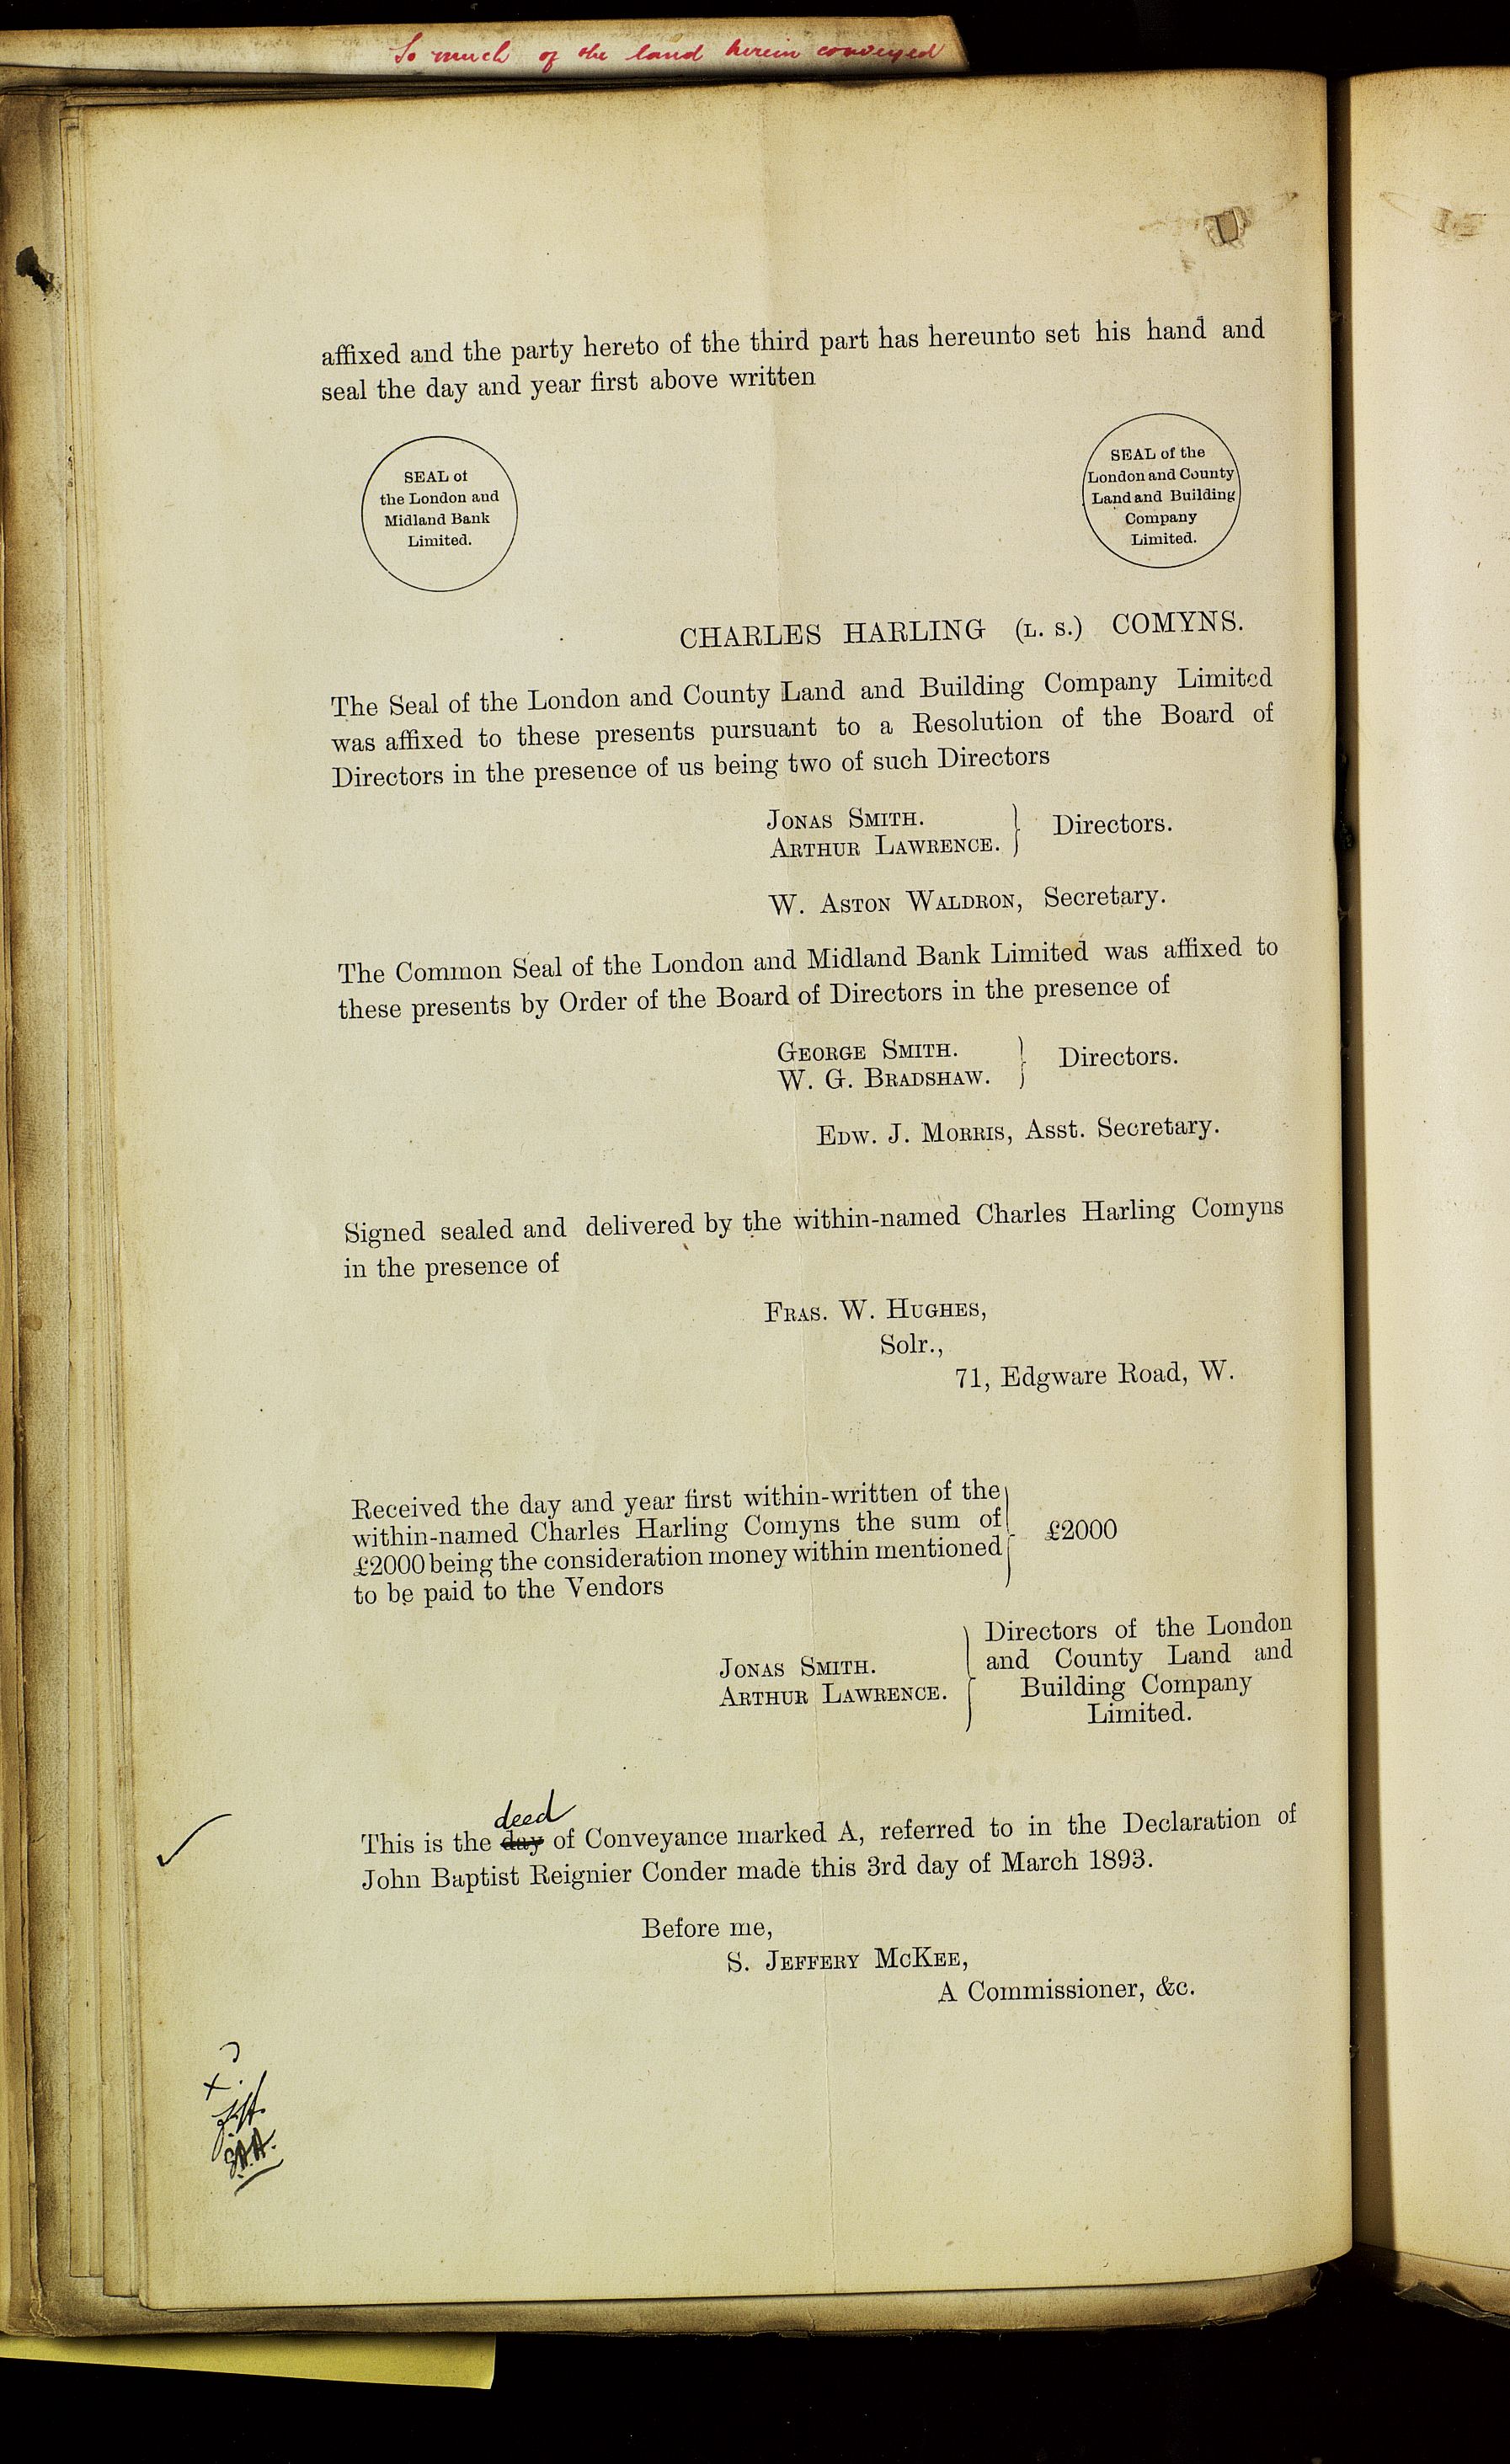 So much of the land herein conveyed
affixed and the party hereto of the third part has hereunto set his hand and
seal the day and year first above written
SEAL of
the London and
Midland Bank
Limited.
SEAL of the
London and County
Land and Building
Company
Limited.
CHARLES HARLING (L. S.) COMYNS.
The Seal of the London and County Land and Building Company Limited
was affixed to these presents pursuant to a Resolution of the Board of
Directors in the presence of us being two of such Directors
JONAS SMITH.
ARTHUR LAWRENCE. } Directors.
W. ASTON WALDRON, Secretary.
The Common Seal of the London and Midland Bank Limited was affixed to
these presents by Order of the Board of Directors in the presence of
GEORGE SMITH.
W. G. BRADSHAW. } Directors.
EDW. J. MORRIS, Asst. Secretary.
Signed sealed and delivered by the within-named Charles Harling Comyns
in the presence of
FRAS. W. HUGHES,
Solr.,
71, Edgware Road, W.
Received the day and year first within-written of the
within-named Charles Harling Comyns the sum of
£2000 being the consideration money within mentioned
to be paid to the Vendors
£2000
JONAS SMITH.
ARTHUR LAWRENCE.
Directors of the London
and County Land and
Building Company
Limited.
deed
This is the day of Conveyance marked A, referred to in the Declaration of
John Baptist Reignier Conder made this 3rd day of March 1893.
Before me,
S. JEFFERY MCKEE,
A Commissioner, &c.